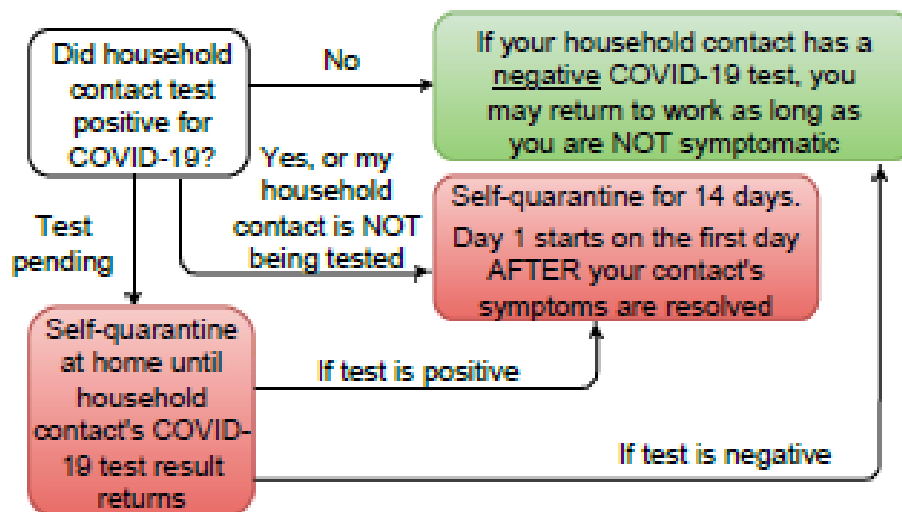 Did household
contact test
positive for
COVID-19?
No
If your household contact has a
negative COVID-19 test, you
may return to work as long as
you are NOT symptomatic
Yes, or my
household
contact is NOT
being tested
Test
pending
Self-quarantine for 14 days.
Day 1 starts on the first day
AFTER your contact's
symptoms are resolved
Self-quarantine
at home until
household
contact's COVID-
19 test result
returns
If test is positive
If test is negative